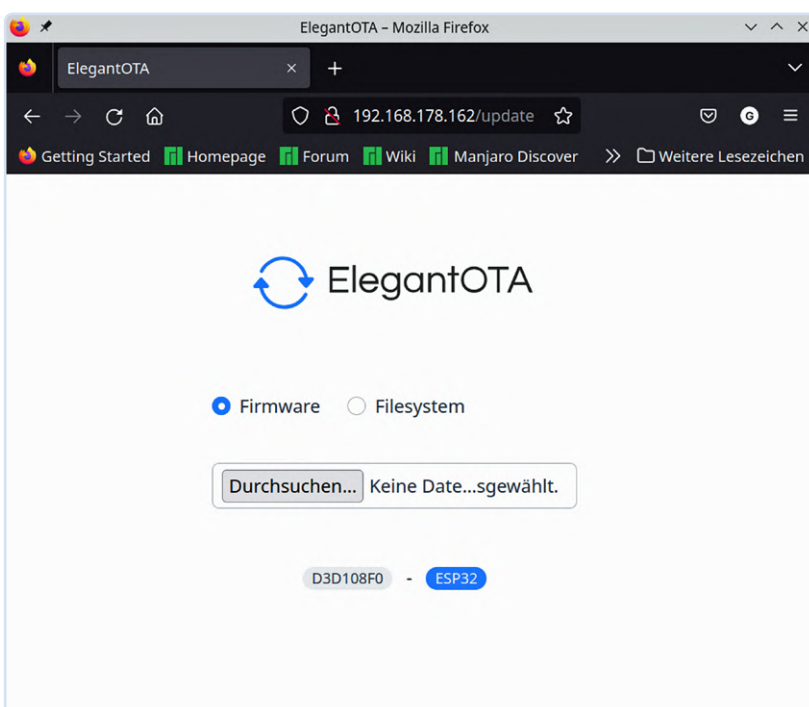 ElegantOTA – Mozilla Firefox
ElegantOTA
192.168.178.162/update
G
Getting Started Homepage Forum Wiki Manjaro Discover Weitere Lesezeichen
ElegantOTA
Firmware Filesystem
Durchsuchen... Keine Date...sgewählt.
D3D108F0 - ESP32